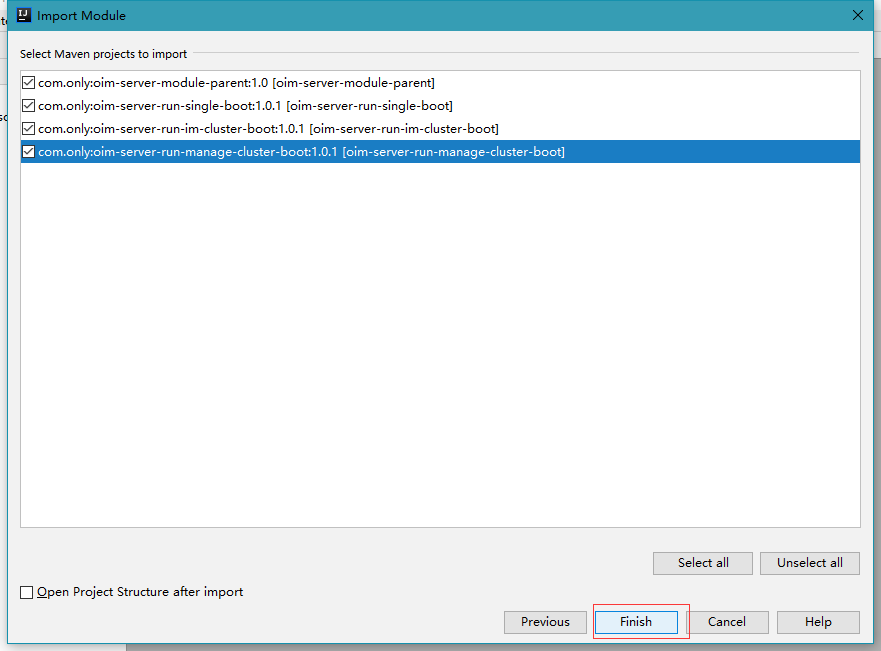 Import Module
Select Maven projects to import
com.only:oim-server-module-parent:1.0 [oim-server-module-parent]
com.only:oim-server-run-single-boot:1.0.1 [oim-server-run-single-boot]
com.only:oim-server-run-im-cluster-boot:1.0.1 [oim-server-run-im-cluster-boot]
com.only:oim-server-run-manage-cluster-boot:1.0.1 [oim-server-run-manage-cluster-boot]
Select all Unselect all
Open Project Structure after import
Previous Finish Cancel Help